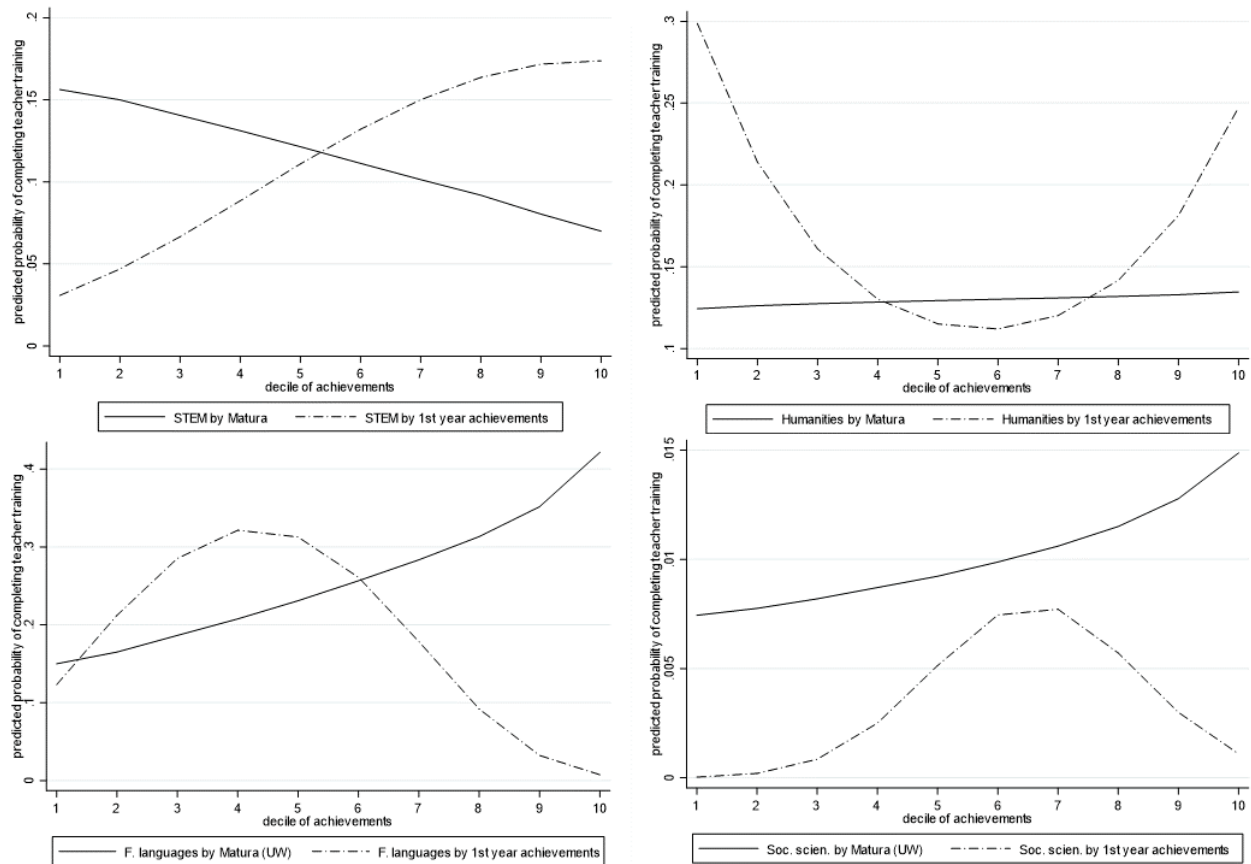 predicted probability of completing teacher training
.2
.15
.1
.05
0
1 2 3 4 5 6 7 8 9 10
decile of achievements
STEM by Matura STEM by 1st year achievements
predicted probability of completing teacher training
.3
.25
.2
.15
.1
1 2 3 4 5 6 7 8 9 10
decile of achievements
Humanities by Matura Humanities by 1st year achievements
predicted probability of completing teacher training
.4
.3
.2
.1
0
1 2 3 4 5 6 7 8 9 10
decile of achievements
F. languages by Matura (UW) F. languages by 1st year achievements
predicted probability of completing teacher training
.015
.01
.005
0
1 2 3 4 5 6 7 8 9 10
decile of achievements
Soc. scien. by Matura (UW) Soc. scien. by 1st year achievements